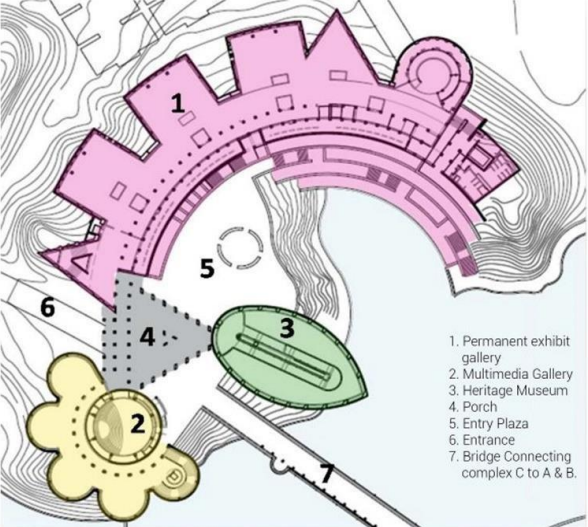 1
5
6
4
3
2
7
1. Permanent exhibit
gallery
2. Multimedia Gallery
3. Heritage Museum
4. Porch
5. Entry Plaza
6. Entrance
7. Bridge Connecting
complex C to A & B.